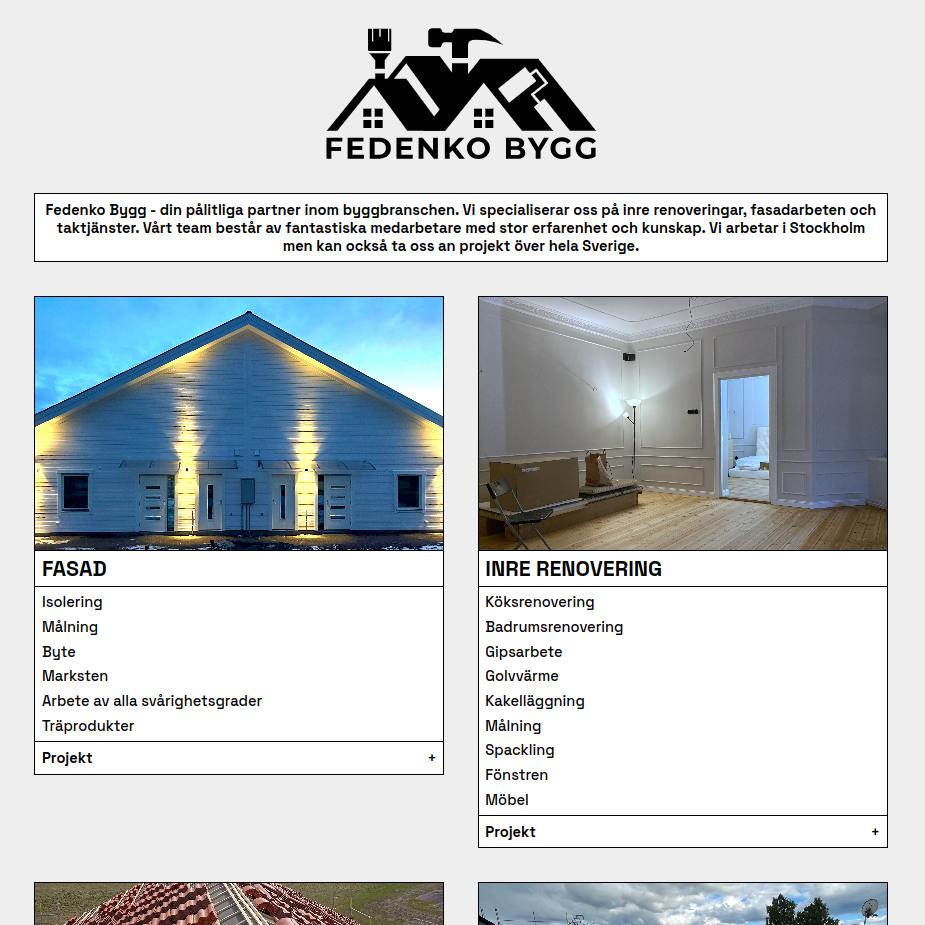 FEDENKO BYGG
Fedenko Bygg - din pålitliga partner inom byggbranschen. Vi specialiserar oss på inre renoveringar, fasadarbeten och
taktjänster. Vårt team består av fantastiska medarbetare med stor erfarenhet och kunskap. Vi arbetar i Stockholm
men kan också ta oss an projekt över hela Sverige.
FASAD
Isolering
Målning
Byte
Marksten
Arbete av alla svårighetsgrader
Träprodukter
Projekt +
INRE RENOVERING
Köksrenovering
Badrumsrenovering
Gipsarbete
Golvvärme
Kakelläggning
Målning
Spackling
Fönstren
Möbel
Projekt +